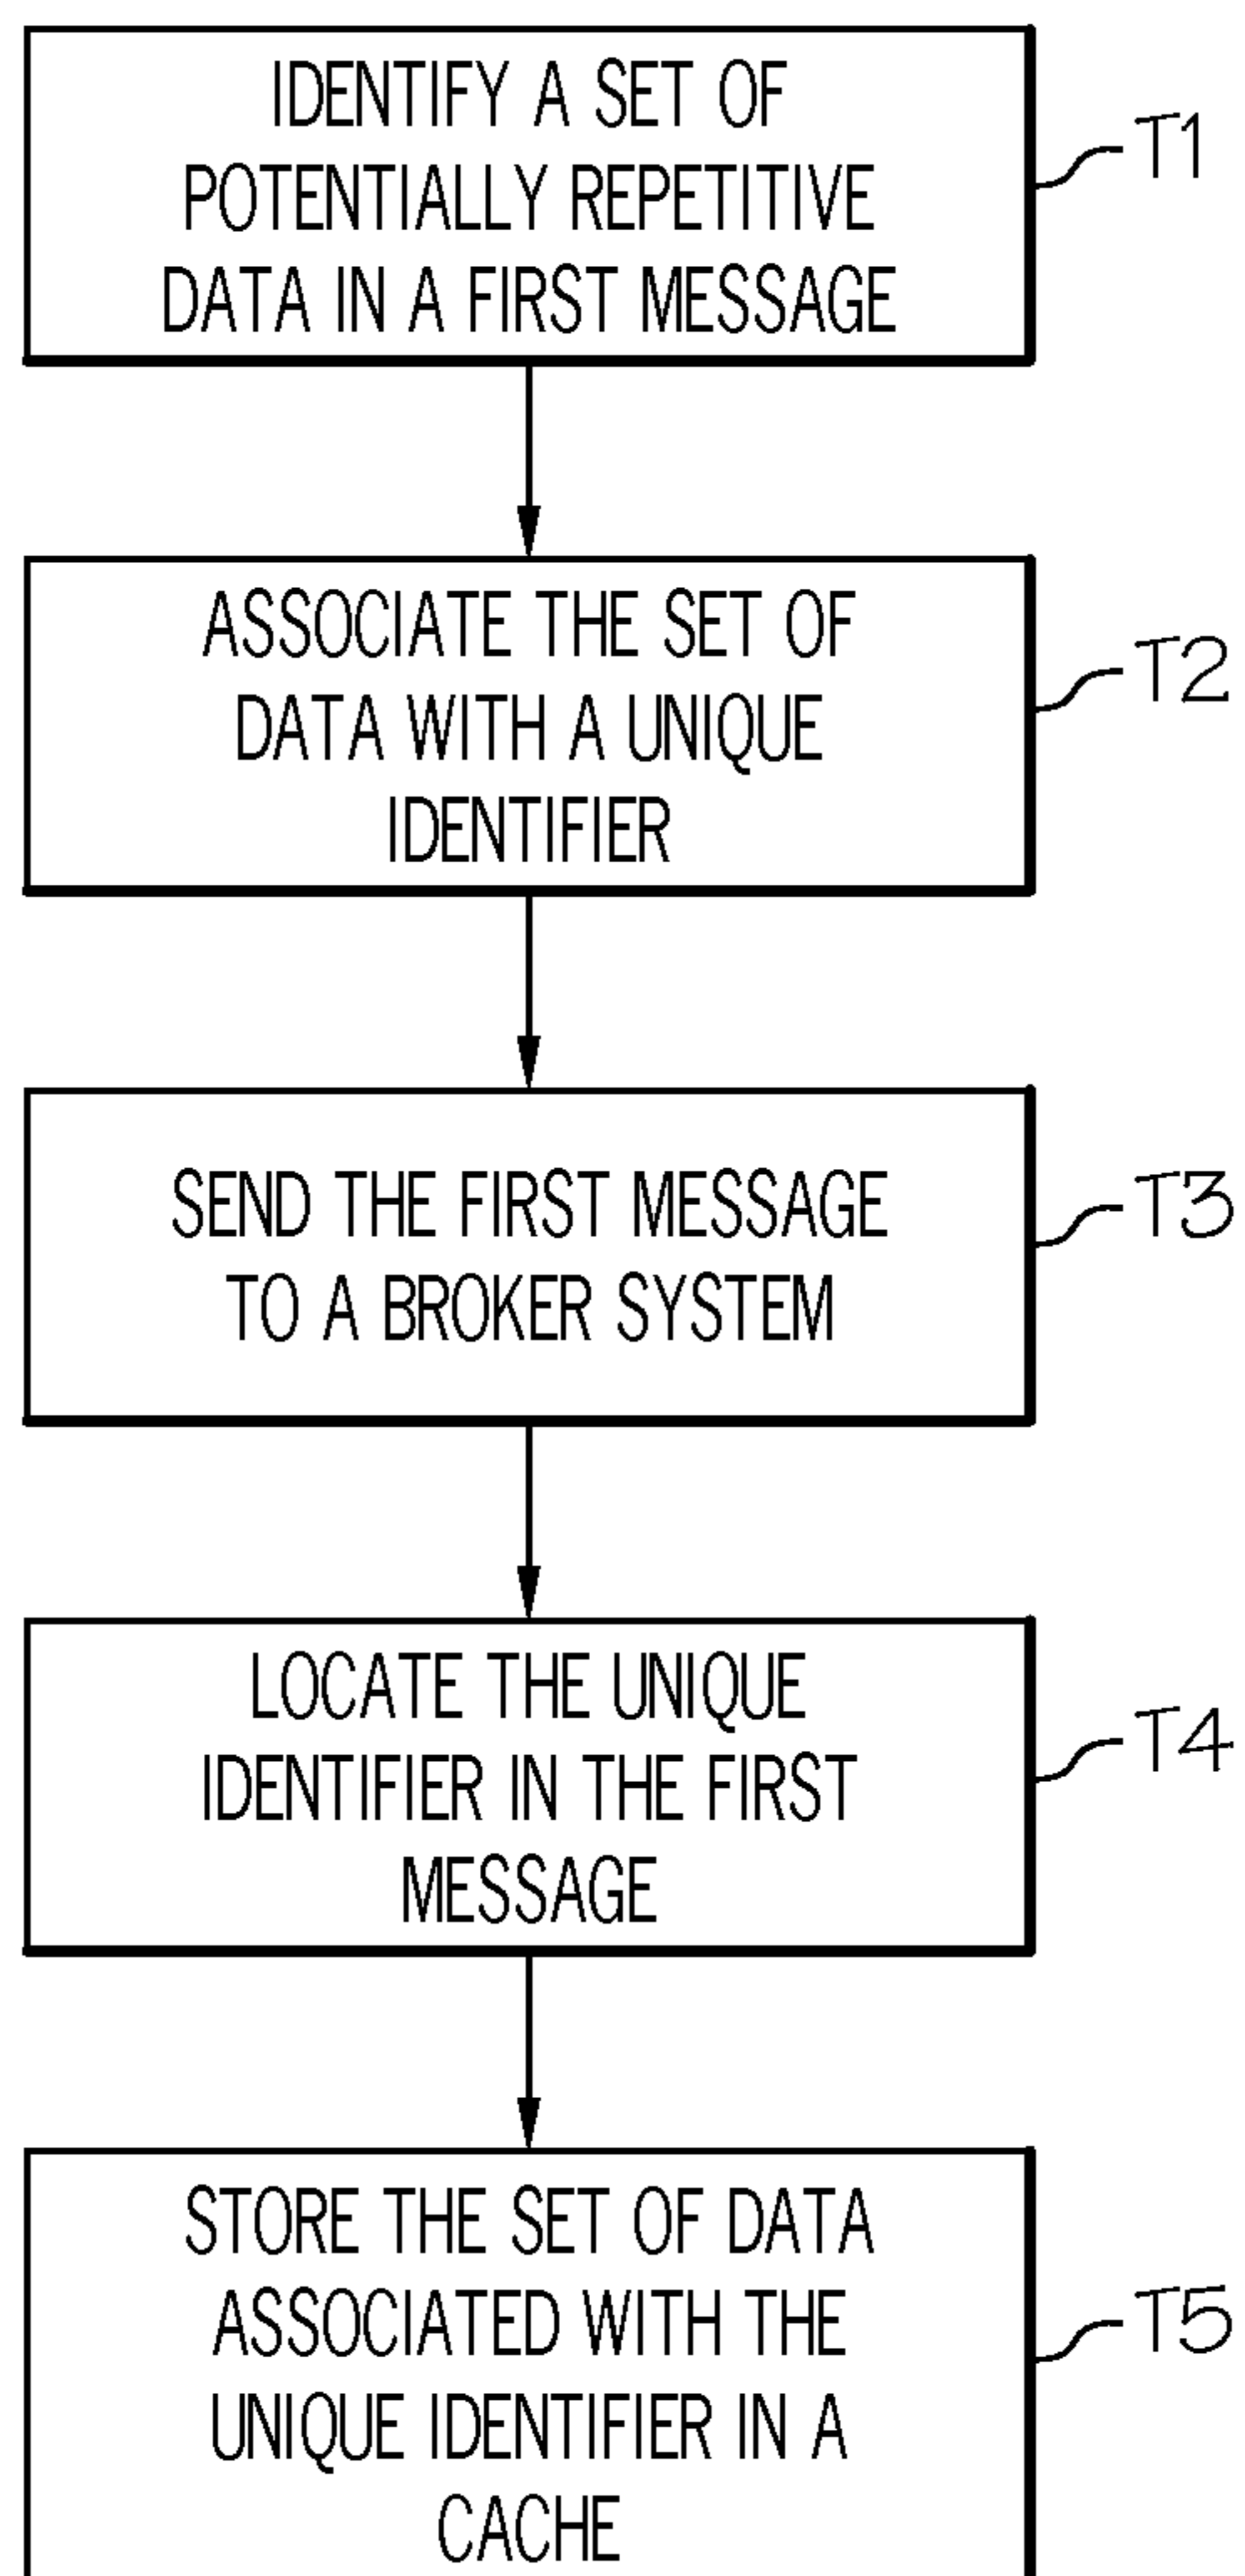 IDENTIFY A SET OF
POTENTIALLY REPETITIVE
DATA IN A FIRST MESSAGE
T1
ASSOCIATE THE SET OF
DATA WITH A UNIQUE
IDENTIFIER
T2
SEND THE FIRST MESSAGE
TO A BROKER SYSTEM
T3
LOCATE THE UNIQUE
IDENTIFIER IN THE FIRST
MESSAGE
T4
STORE THE SET OF DATA
ASSOCIATED WITH THE
UNIQUE IDENTIFIER IN A
CACHE
T5